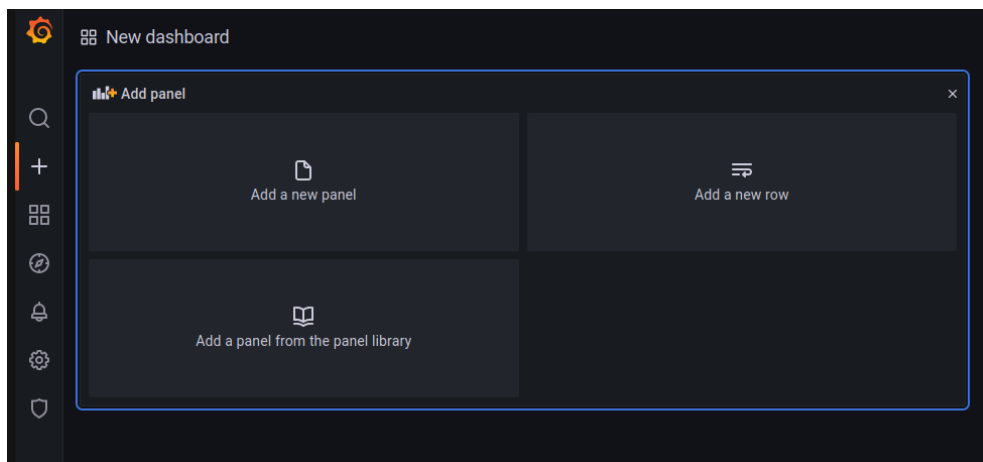 New dashboard
Add panel
Add a new panel
Add a new row
Add a panel from the panel library